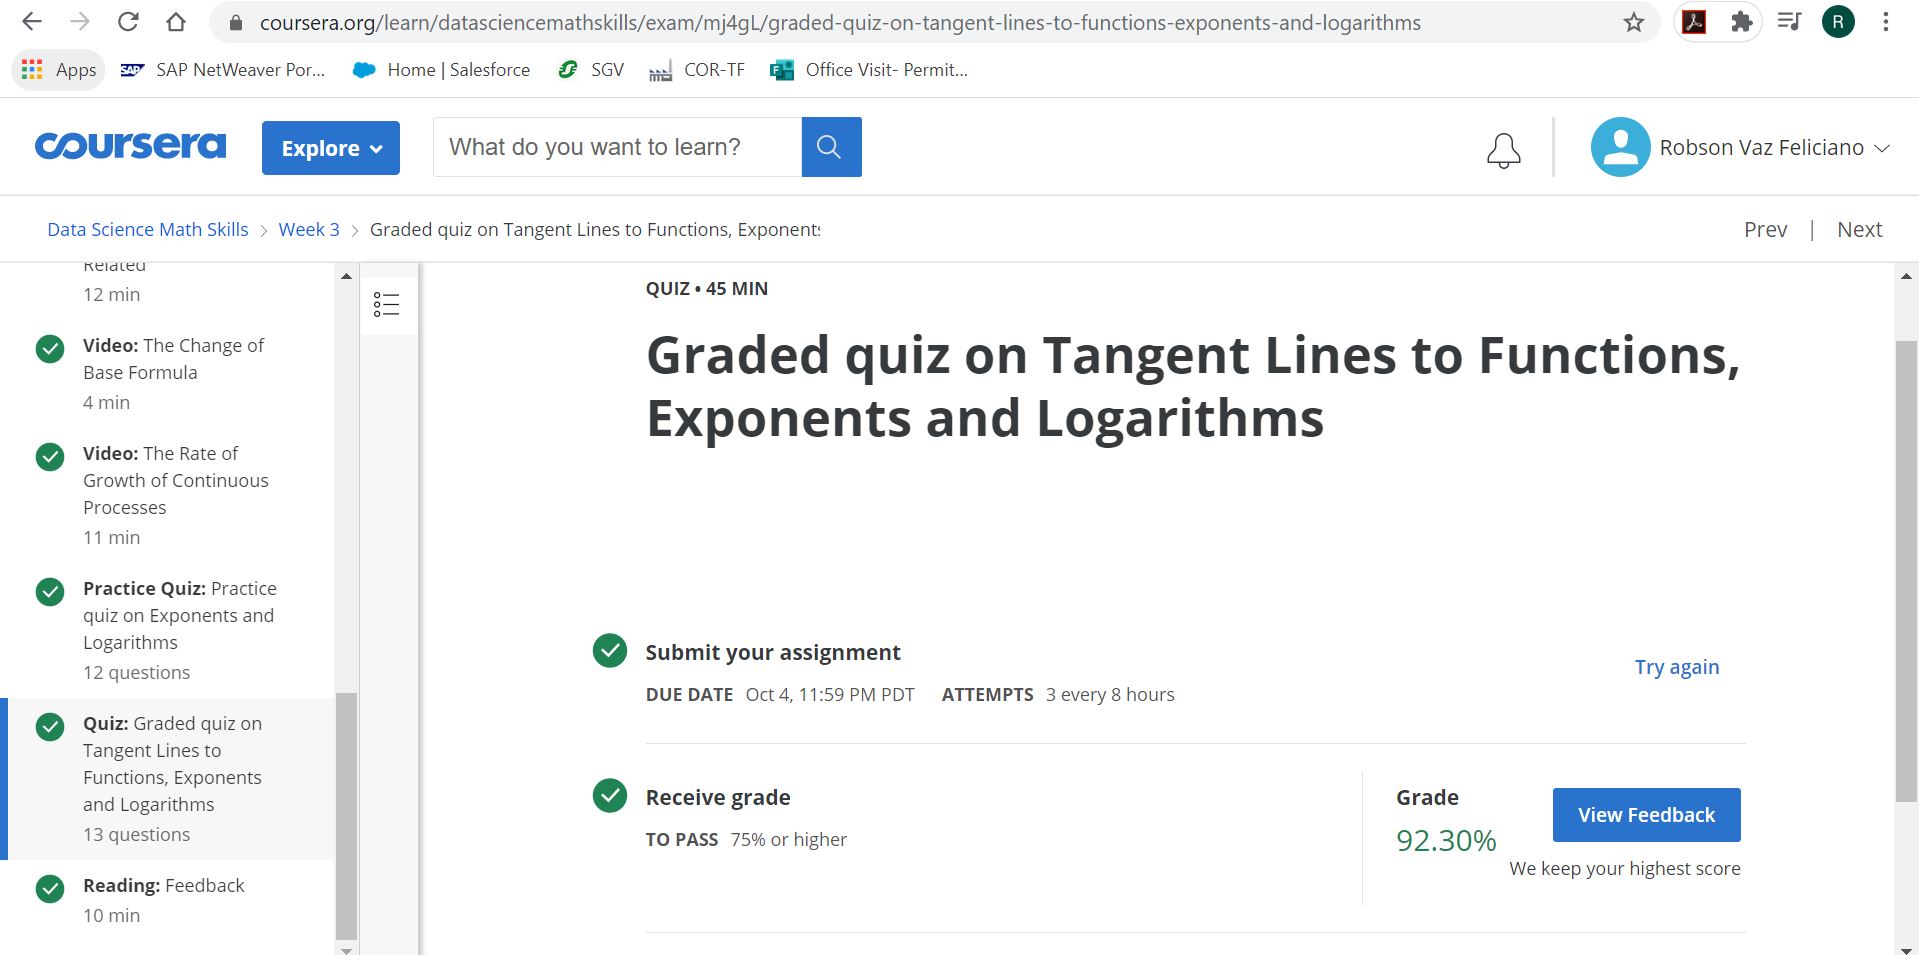 coursera.org/learn/datasciencemathskills/exam/mj4gL/graded-quiz-on-tangent-lines-to-functions-exponents-and-logarithms
R
Apps SAP SAP NetWeaver Por... Home | Salesforce SGV COR-TF Office Visit- Permit...
coursera Explore What do you want to learn? Robson Vaz Feliciano
Data Science Math Skills > Week 3 > Graded quiz on Tangent Lines to Functions, Exponents
Prev | Next
Related
12 min
Video: The Change of
Base Formula
4 min
Video: The Rate of
Growth of Continuous
Processes
11 min
Practice Quiz: Practice
quiz on Exponents and
Logarithms
12 questions
Quiz: Graded quiz on
Tangent Lines to
Functions, Exponents
and Logarithms
13 questions
Reading: Feedback
10 min
QUIZ • 45 MIN
Graded quiz on Tangent Lines to Functions,
Exponents and Logarithms
Submit your assignment
DUE DATE Oct 4, 11:59 PM PDT ATTEMPTS 3 every 8 hours
Try again
Receive grade
TO PASS 75% or higher
Grade
92.30%
View Feedback
We keep your highest score